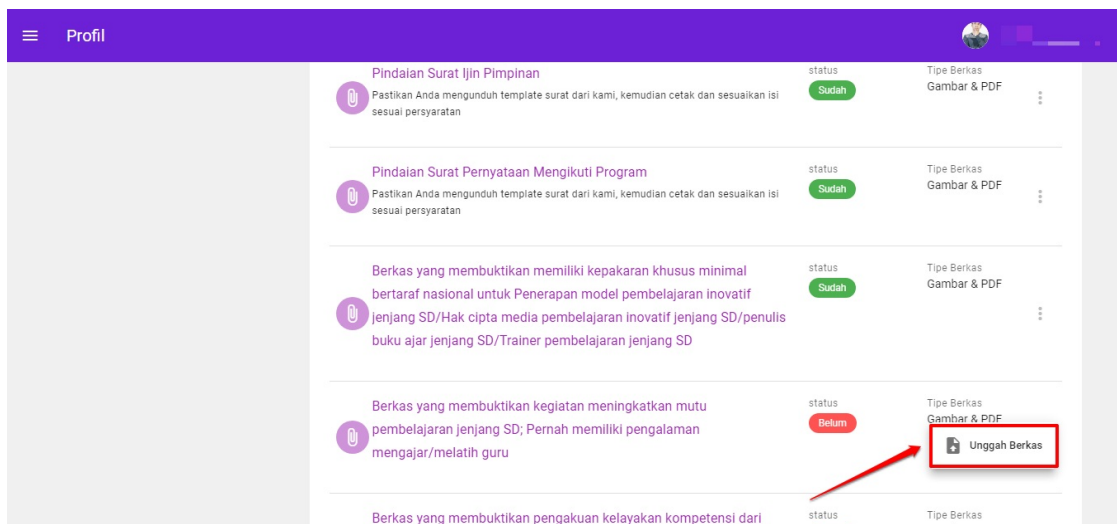 Profil
Pindaian Surat Ijin Pimpinan
Pastikan Anda mengunduh template surat dari kami, kemudian cetak dan sesuaikan isi
sesuai persyaratan
status
Sudah
Tipe Berkas
Gambar & PDF
Pindaian Surat Pernyataan Mengikuti Program
Pastikan Anda mengunduh template surat dari kami, kemudian cetak dan sesuaikan isi
sesuai persyaratan
status
Sudah
Tipe Berkas
Gambar & PDF
Berkas yang membuktikan memiliki kepakaran khusus minimal
bertaraf nasional untuk Penerapan model pembelajaran inovatif
jenjang SD/Hak cipta media pembelajaran inovatif jenjang SD/penulis
buku ajar jenjang SD/Trainer pembelajaran jenjang SD
status
Sudah
Tipe Berkas
Gambar & PDF
Berkas yang membuktikan kegiatan meningkatkan mutu
pembelajaran jenjang SD; Pernah memiliki pengalaman
mengajar/melatih guru
status
Belum
Tipe Berkas
Gambar & PDF
Unggah Berkas
Berkas yang membuktikan pengakuan kelayakan kompetensi dari
status
Tipe Berkas